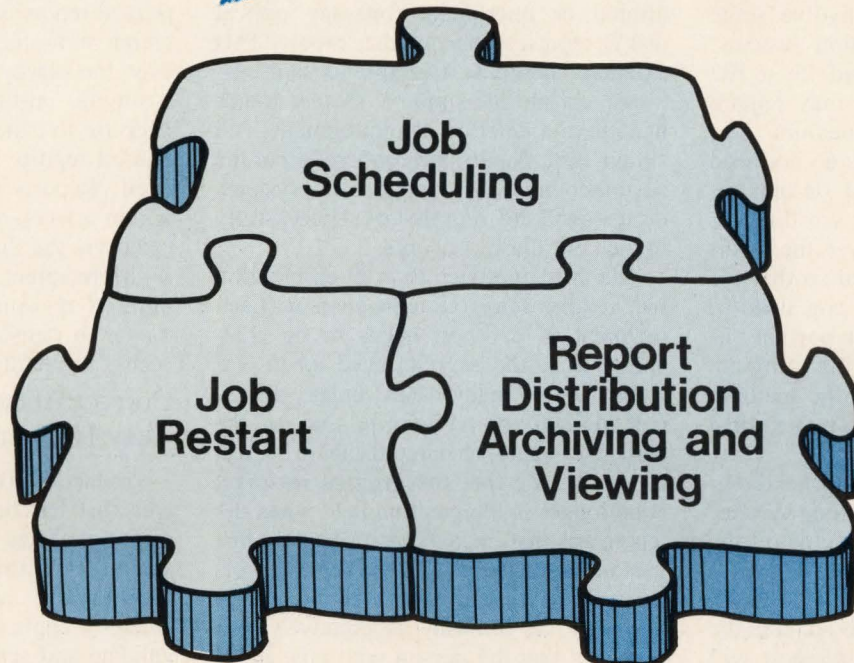 Job
Scheduling
Job
Restart
Report
Distribution
Archiving and
Viewing